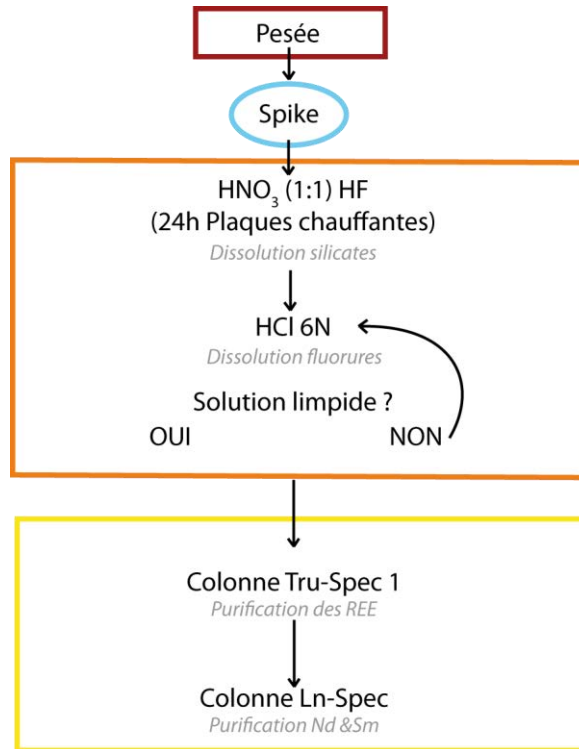 Pesée
Spike
HNO₃ (1:1) HF
(24h Plaques chauffantes)
Dissolution silicates
HCl 6N
Dissolution fluorures
Solution limpide ?
OUI NON
Colonne Tru-Spec 1
Purification des REE
Colonne Ln-Spec
Purification Nd &Sm